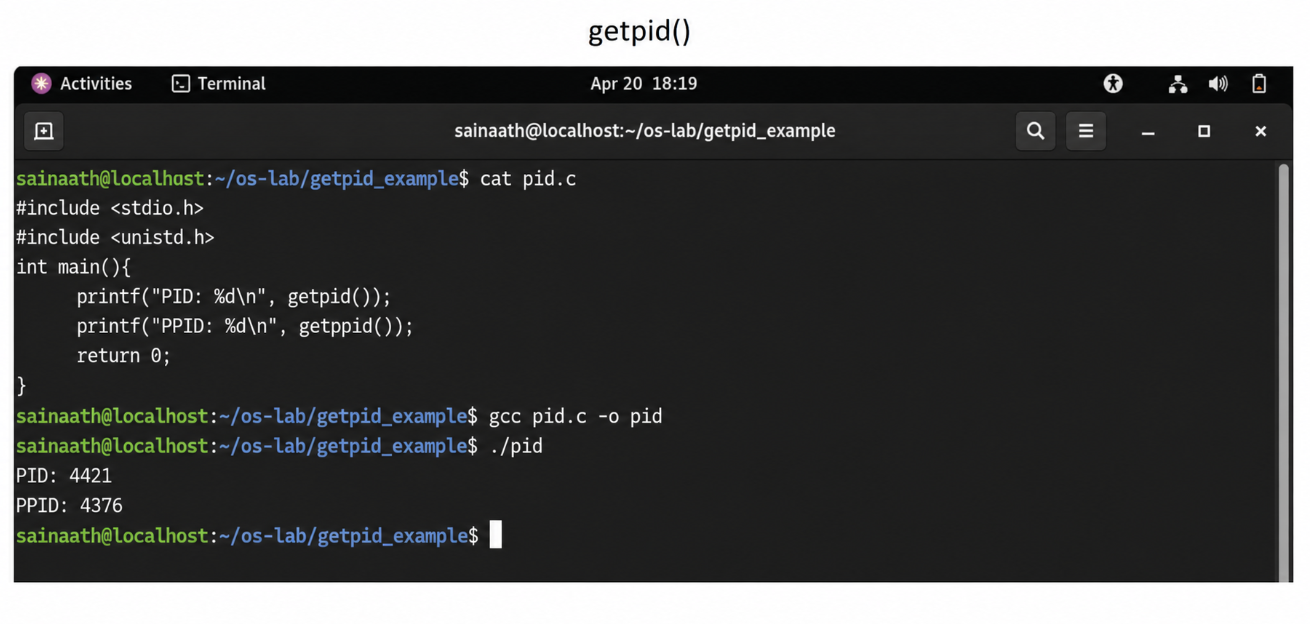 getpid()
Activities Terminal Apr 20 18:19
sainaath@localhost:~/os-lab/getpid_example
sainaath@localhost:~/os-lab/getpid_example$ cat pid.c
#include <stdio.h>
#include <unistd.h>
int main(){
     printf("PID: %d\n", getpid());
     printf("PPID: %d\n", getppid());
     return 0;
}
sainaath@localhost:~/os-lab/getpid_example$ gcc pid.c -o pid
sainaath@localhost:~/os-lab/getpid_example$ ./pid
PID: 4421
PPID: 4376
sainaath@localhost:~/os-lab/getpid_example$